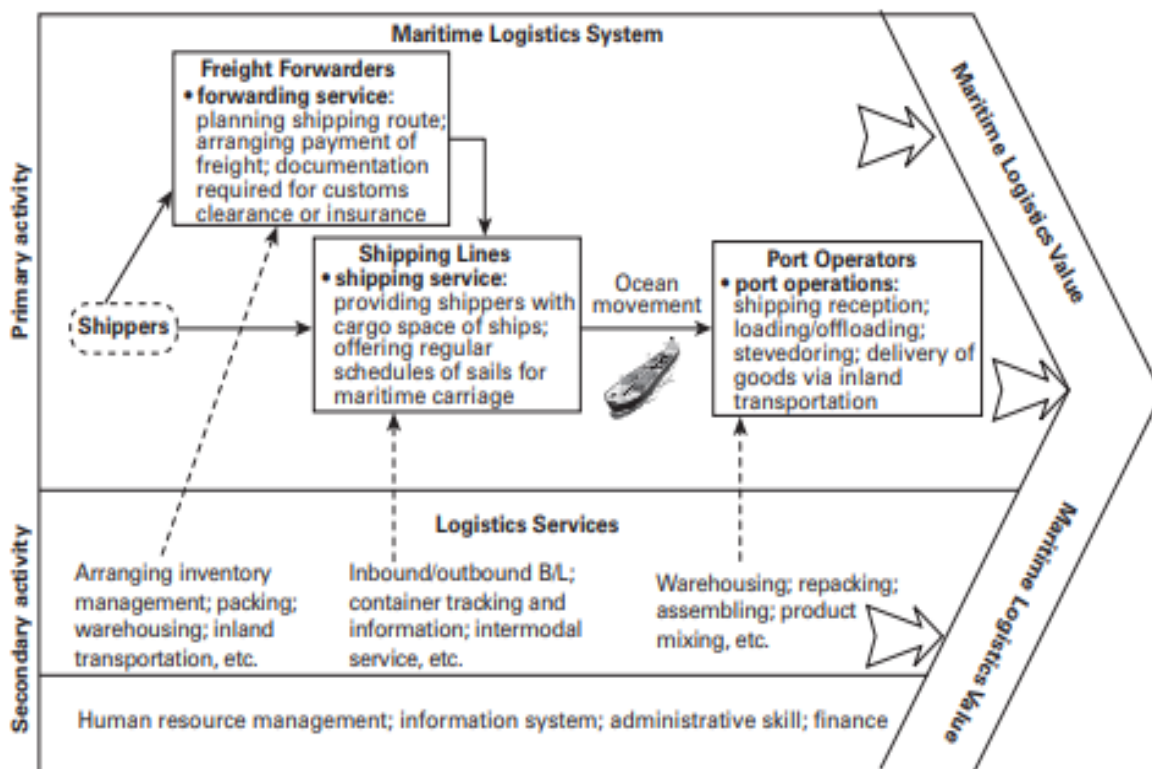 Maritime Logistics System
Freight Forwarders
• forwarding service:
planning shipping route;
arranging payment of
freight; documentation
required for customs
clearance or insurance
Shippers
Shipping Lines
• shipping service:
providing shippers with
cargo space of ships;
offering regular
schedules of sails for
maritime carriage
Ocean
movement
Port Operators
• port operations:
shipping reception;
loading/offloading;
stevedoring; delivery of
goods via inland
transportation
Primary activity
Maritime Logistics Value
Logistics Services
Arranging inventory
management; packing;
warehousing; inland
transportation, etc.
Inbound/outbound B/L;
container tracking and
information; intermodal
service, etc.
Warehousing; repacking;
assembling; product
mixing, etc.
Human resource management; information system; administrative skill; finance
Secondary activity
Maritime Logistics Value